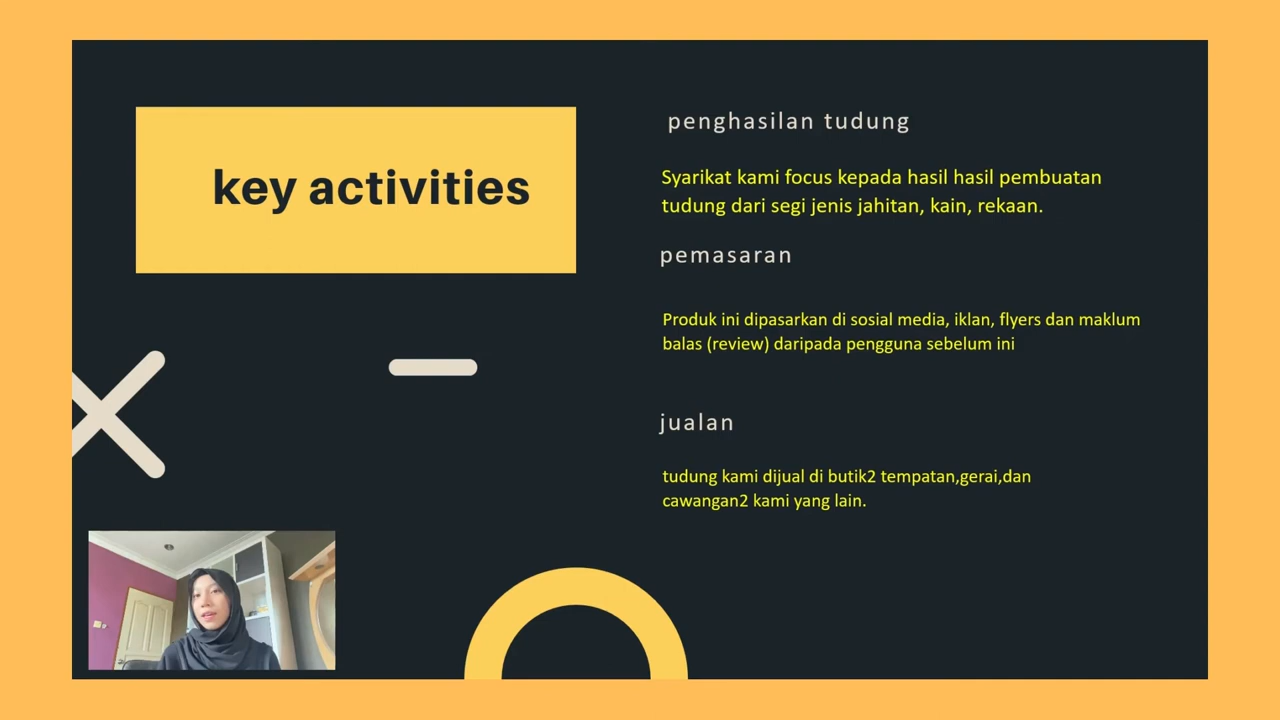 key activities
penghasilan tudung
Syarikat kami focus kepada hasil hasil pembuatan
tudung dari segi jenis jahitan, kain, rekaan.
pemasaran
Produk ini dipasarkan di sosial media, iklan, flyers dan maklum
balas (review) daripada pengguna sebelum ini
jualan
tudung kami dijual di butik2 tempatan,gerai,dan
cawangan2 kami yang lain.